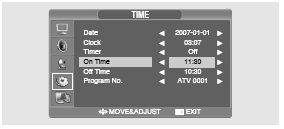 TIME
Date 2007-01-01
Clock 03:07
Timer Off
On Time 11:30
Off Time 10:30
Program No. ATV 0001
MOVE&ADJUST EXIT